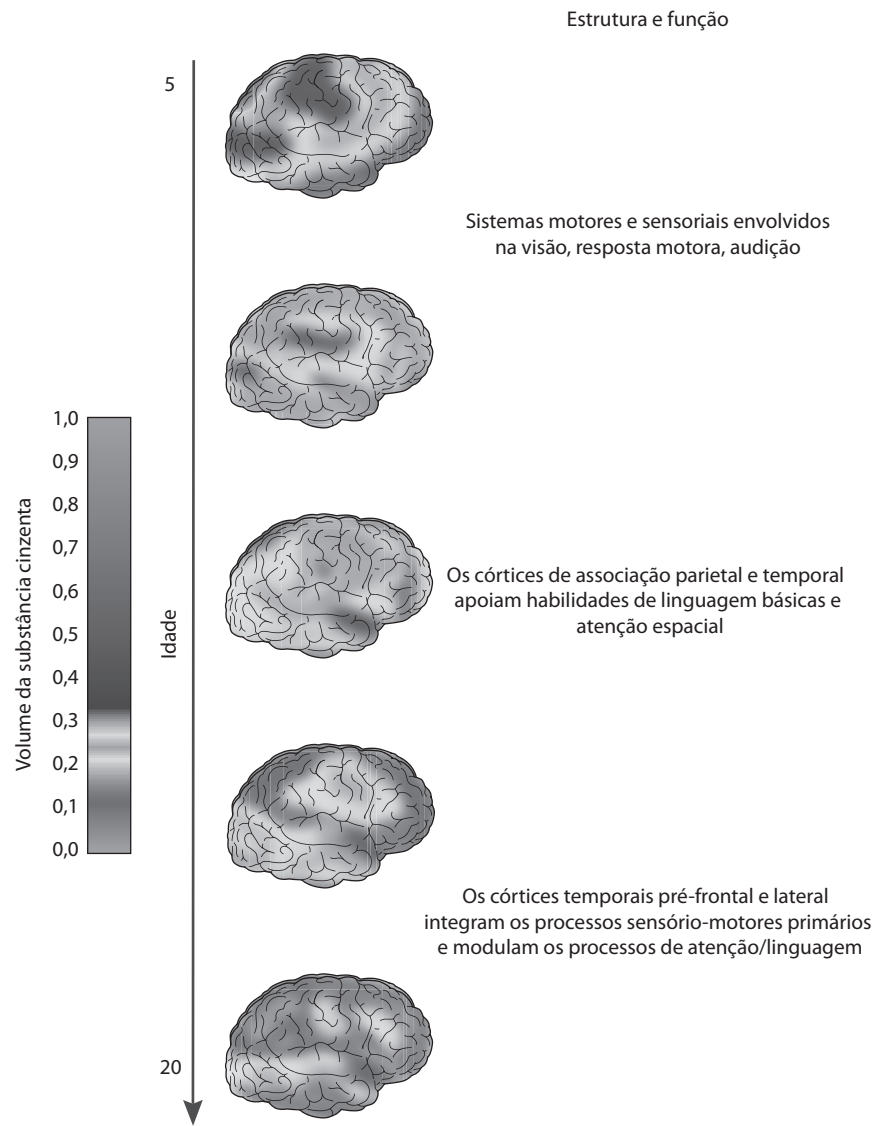 Estrutura e função
5
Sistemas motores e sensoriais envolvidos
na visão, resposta motora, audição
1,0
0,9
0,8
0,7
0,6
0,5
0,4
0,3
0,2
0,1
0,0
Volume da substância cinzenta
Idade
Os córtices de associação parietal e temporal
apoiam habilidades de linguagem básicas e
atenção espacial
Os córtices temporais pré-frontal e lateral
integram os processos sensório-motores primários
e modulam os processos de atenção/linguagem
20